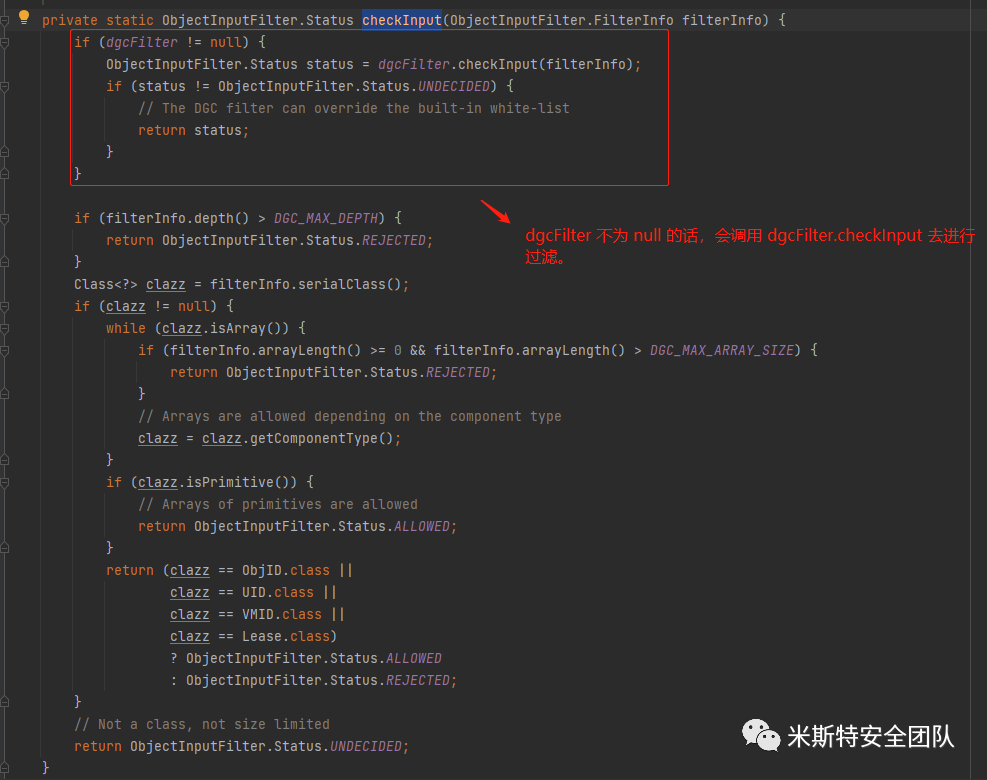 private static ObjectInputFilter.Status checkInput(ObjectInputFilter.FilterInfo filterInfo) {
if (dgcFilter != null) {
ObjectInputFilter.Status status = dgcFilter.checkInput(filterInfo);
if (status != ObjectInputFilter.Status.UNDECIDED) {
// The DGC filter can override the built-in white-list
return status;
}
}
if (filterInfo.depth() > DGC_MAX_DEPTH) {
return ObjectInputFilter.Status.REJECTED;
}
dgcFilter 不为 null 的话，会调用 dgcFilter.checkInput 去进行
过滤。
Class<?> clazz = filterInfo.serialClass();
if (clazz != null) {
while (clazz.isArray()) {
if (filterInfo.arrayLength() >= 0 && filterInfo.arrayLength() > DGC_MAX_ARRAY_SIZE) {
return ObjectInputFilter.Status.REJECTED;
}
// Arrays are allowed depending on the component type
clazz = clazz.getComponentType();
}
if (clazz.isPrimitive()) {
// Arrays of primitives are allowed
return ObjectInputFilter.Status.ALLOWED;
}
return (clazz == ObjID.class ||
clazz == UID.class ||
clazz == VMID.class ||
clazz == Lease.class)
? ObjectInputFilter.Status.ALLOWED
: ObjectInputFilter.Status.REJECTED;
}
// Not a class, not size limited
return ObjectInputFilter.Status.UNDECIDED;
}
米斯特安全团队